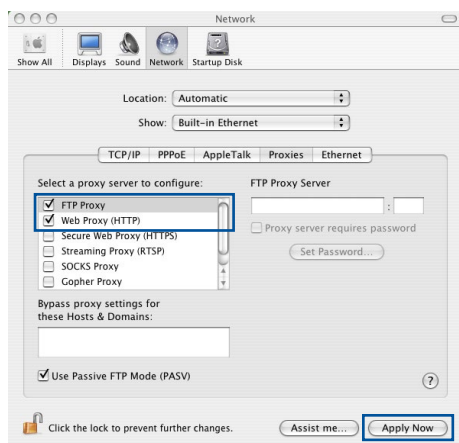 Network
Show All Displays Sound Network Startup Disk
Location: Automatic
Show: Built-in Ethernet
TCP/IP PPPoE AppleTalk Proxies Ethernet
Select a proxy server to configure:
FTP Proxy
Web Proxy (HTTP)
Secure Web Proxy (HTTPS)
Streaming Proxy (RTSP)
SOCKS Proxy
Gopher Proxy
FTP Proxy Server
:
Proxy server requires password
Set Password...
Bypass proxy settings for
these Hosts & Domains:
Use Passive FTP Mode (PASV)
?
Click the lock to prevent further changes.
Assist me... Apply Now